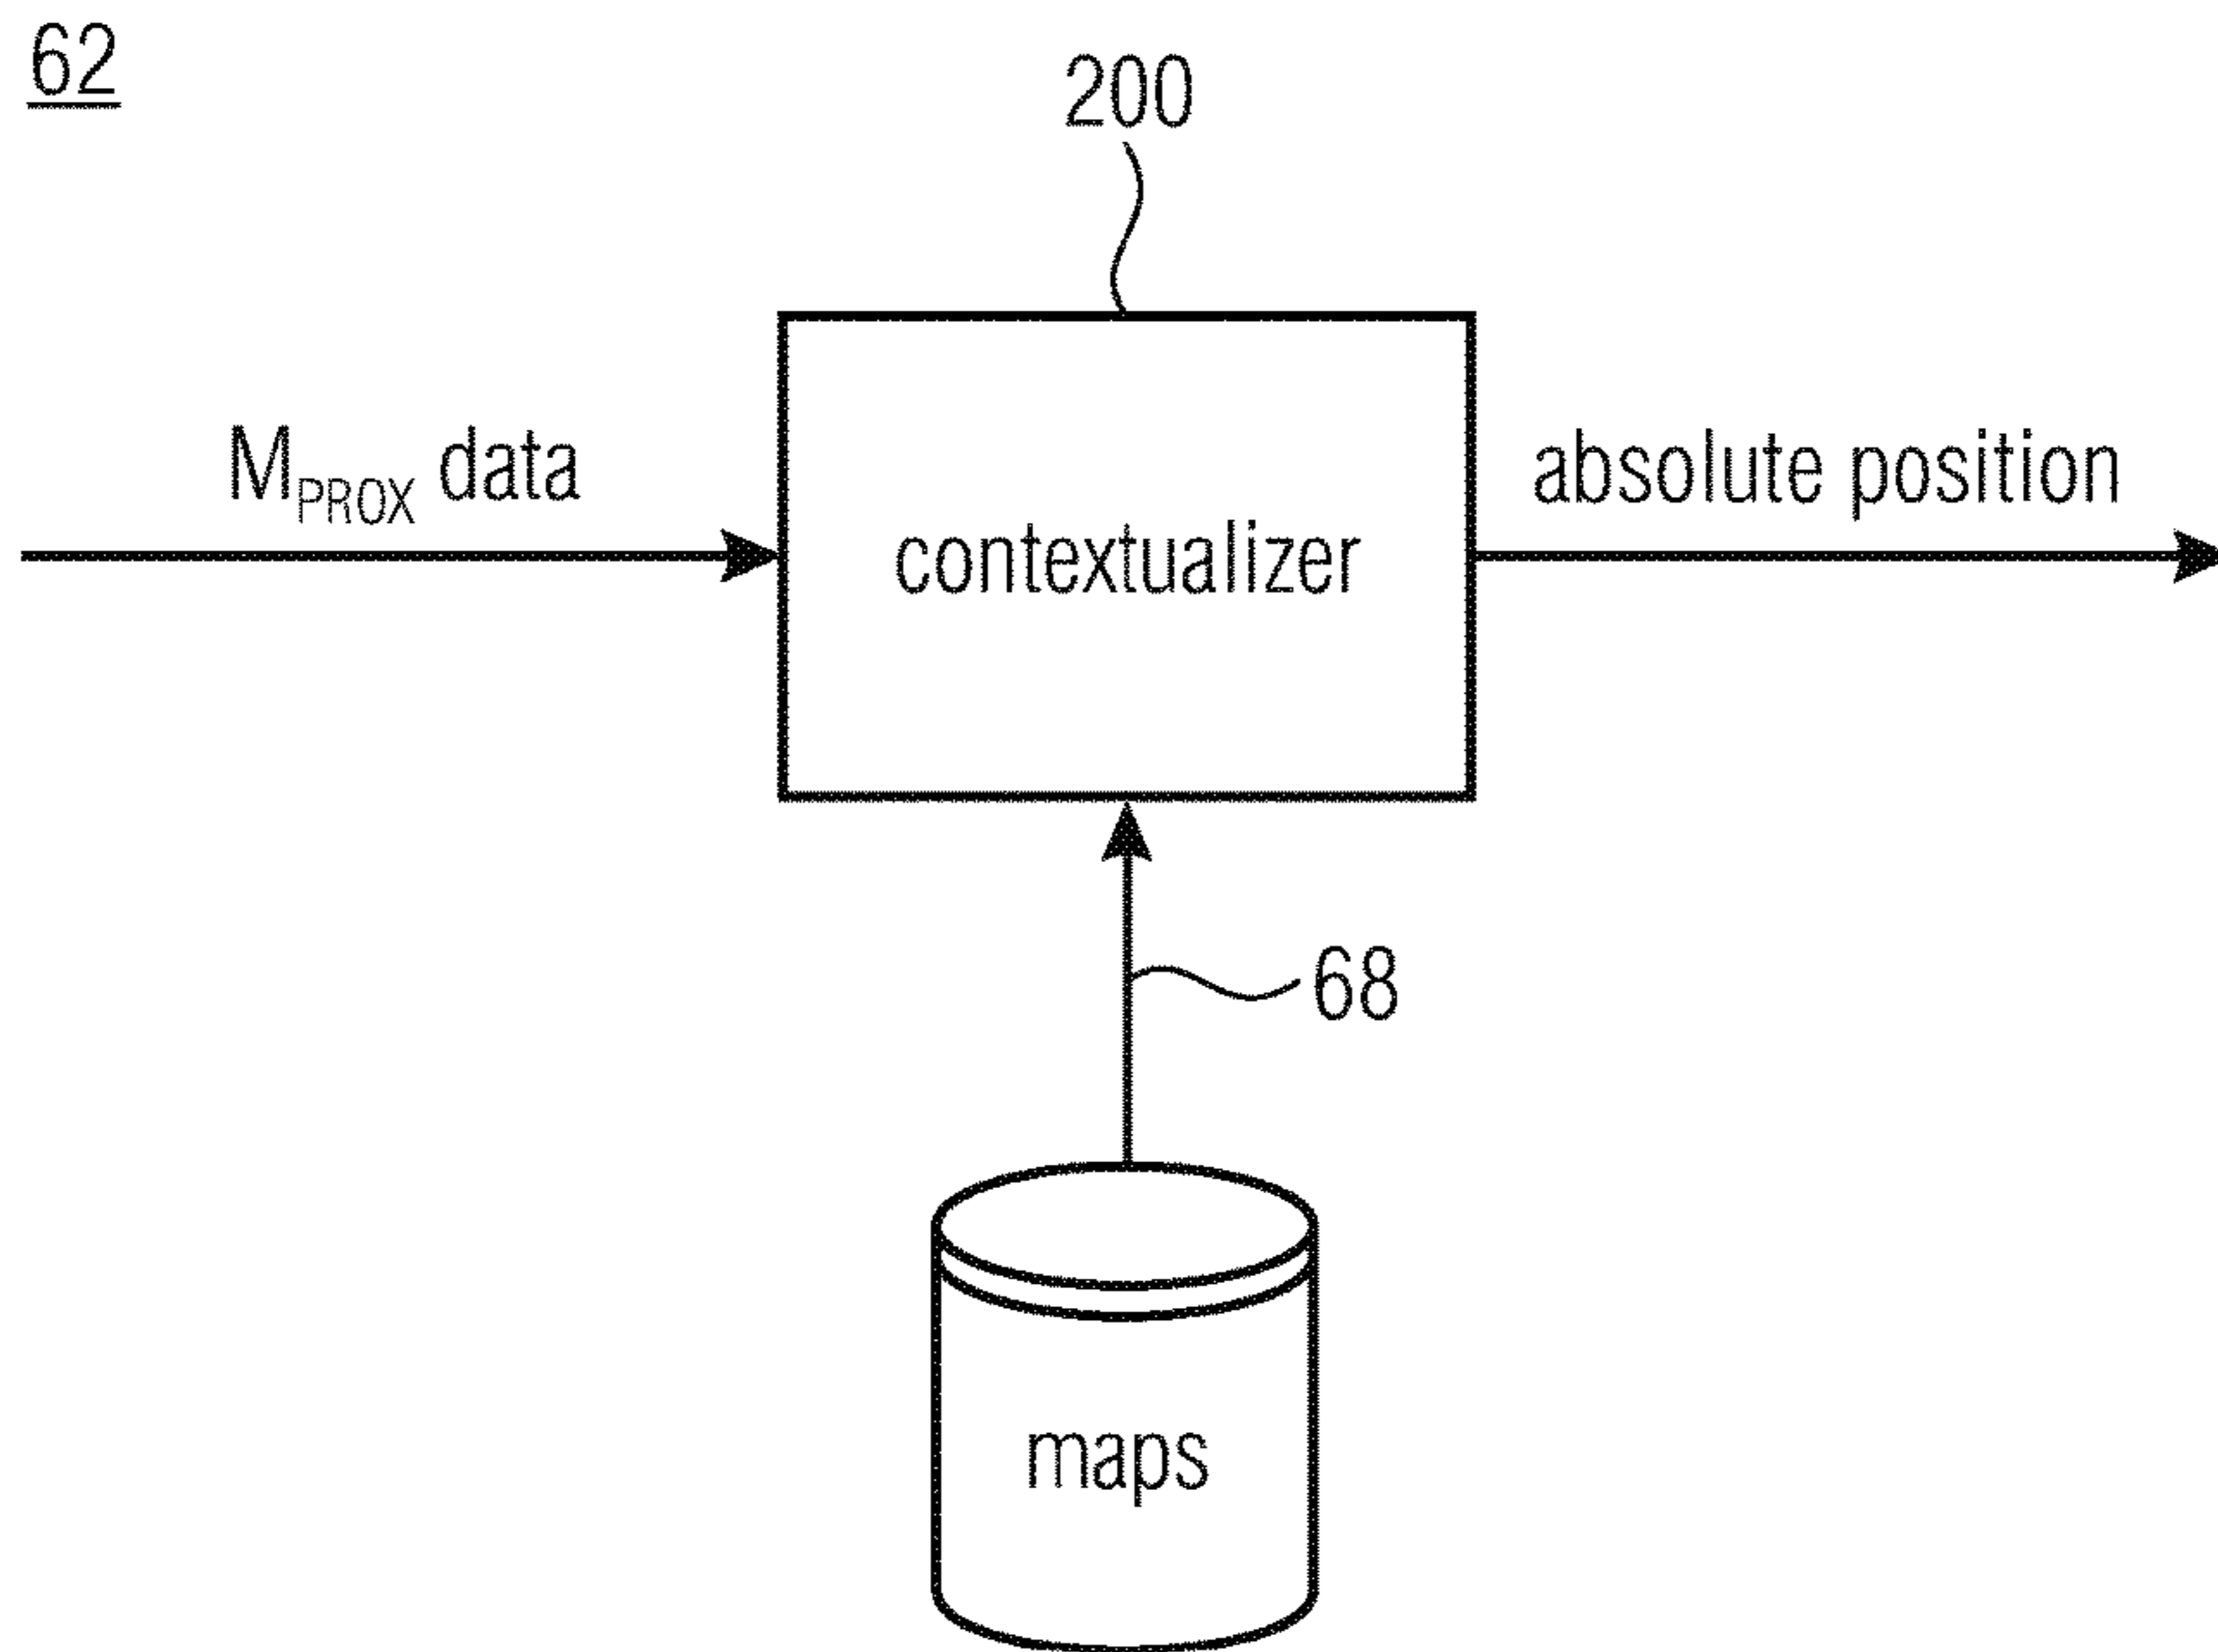 62
200
M_PROX data
absolute position
contextualizer
68
maps